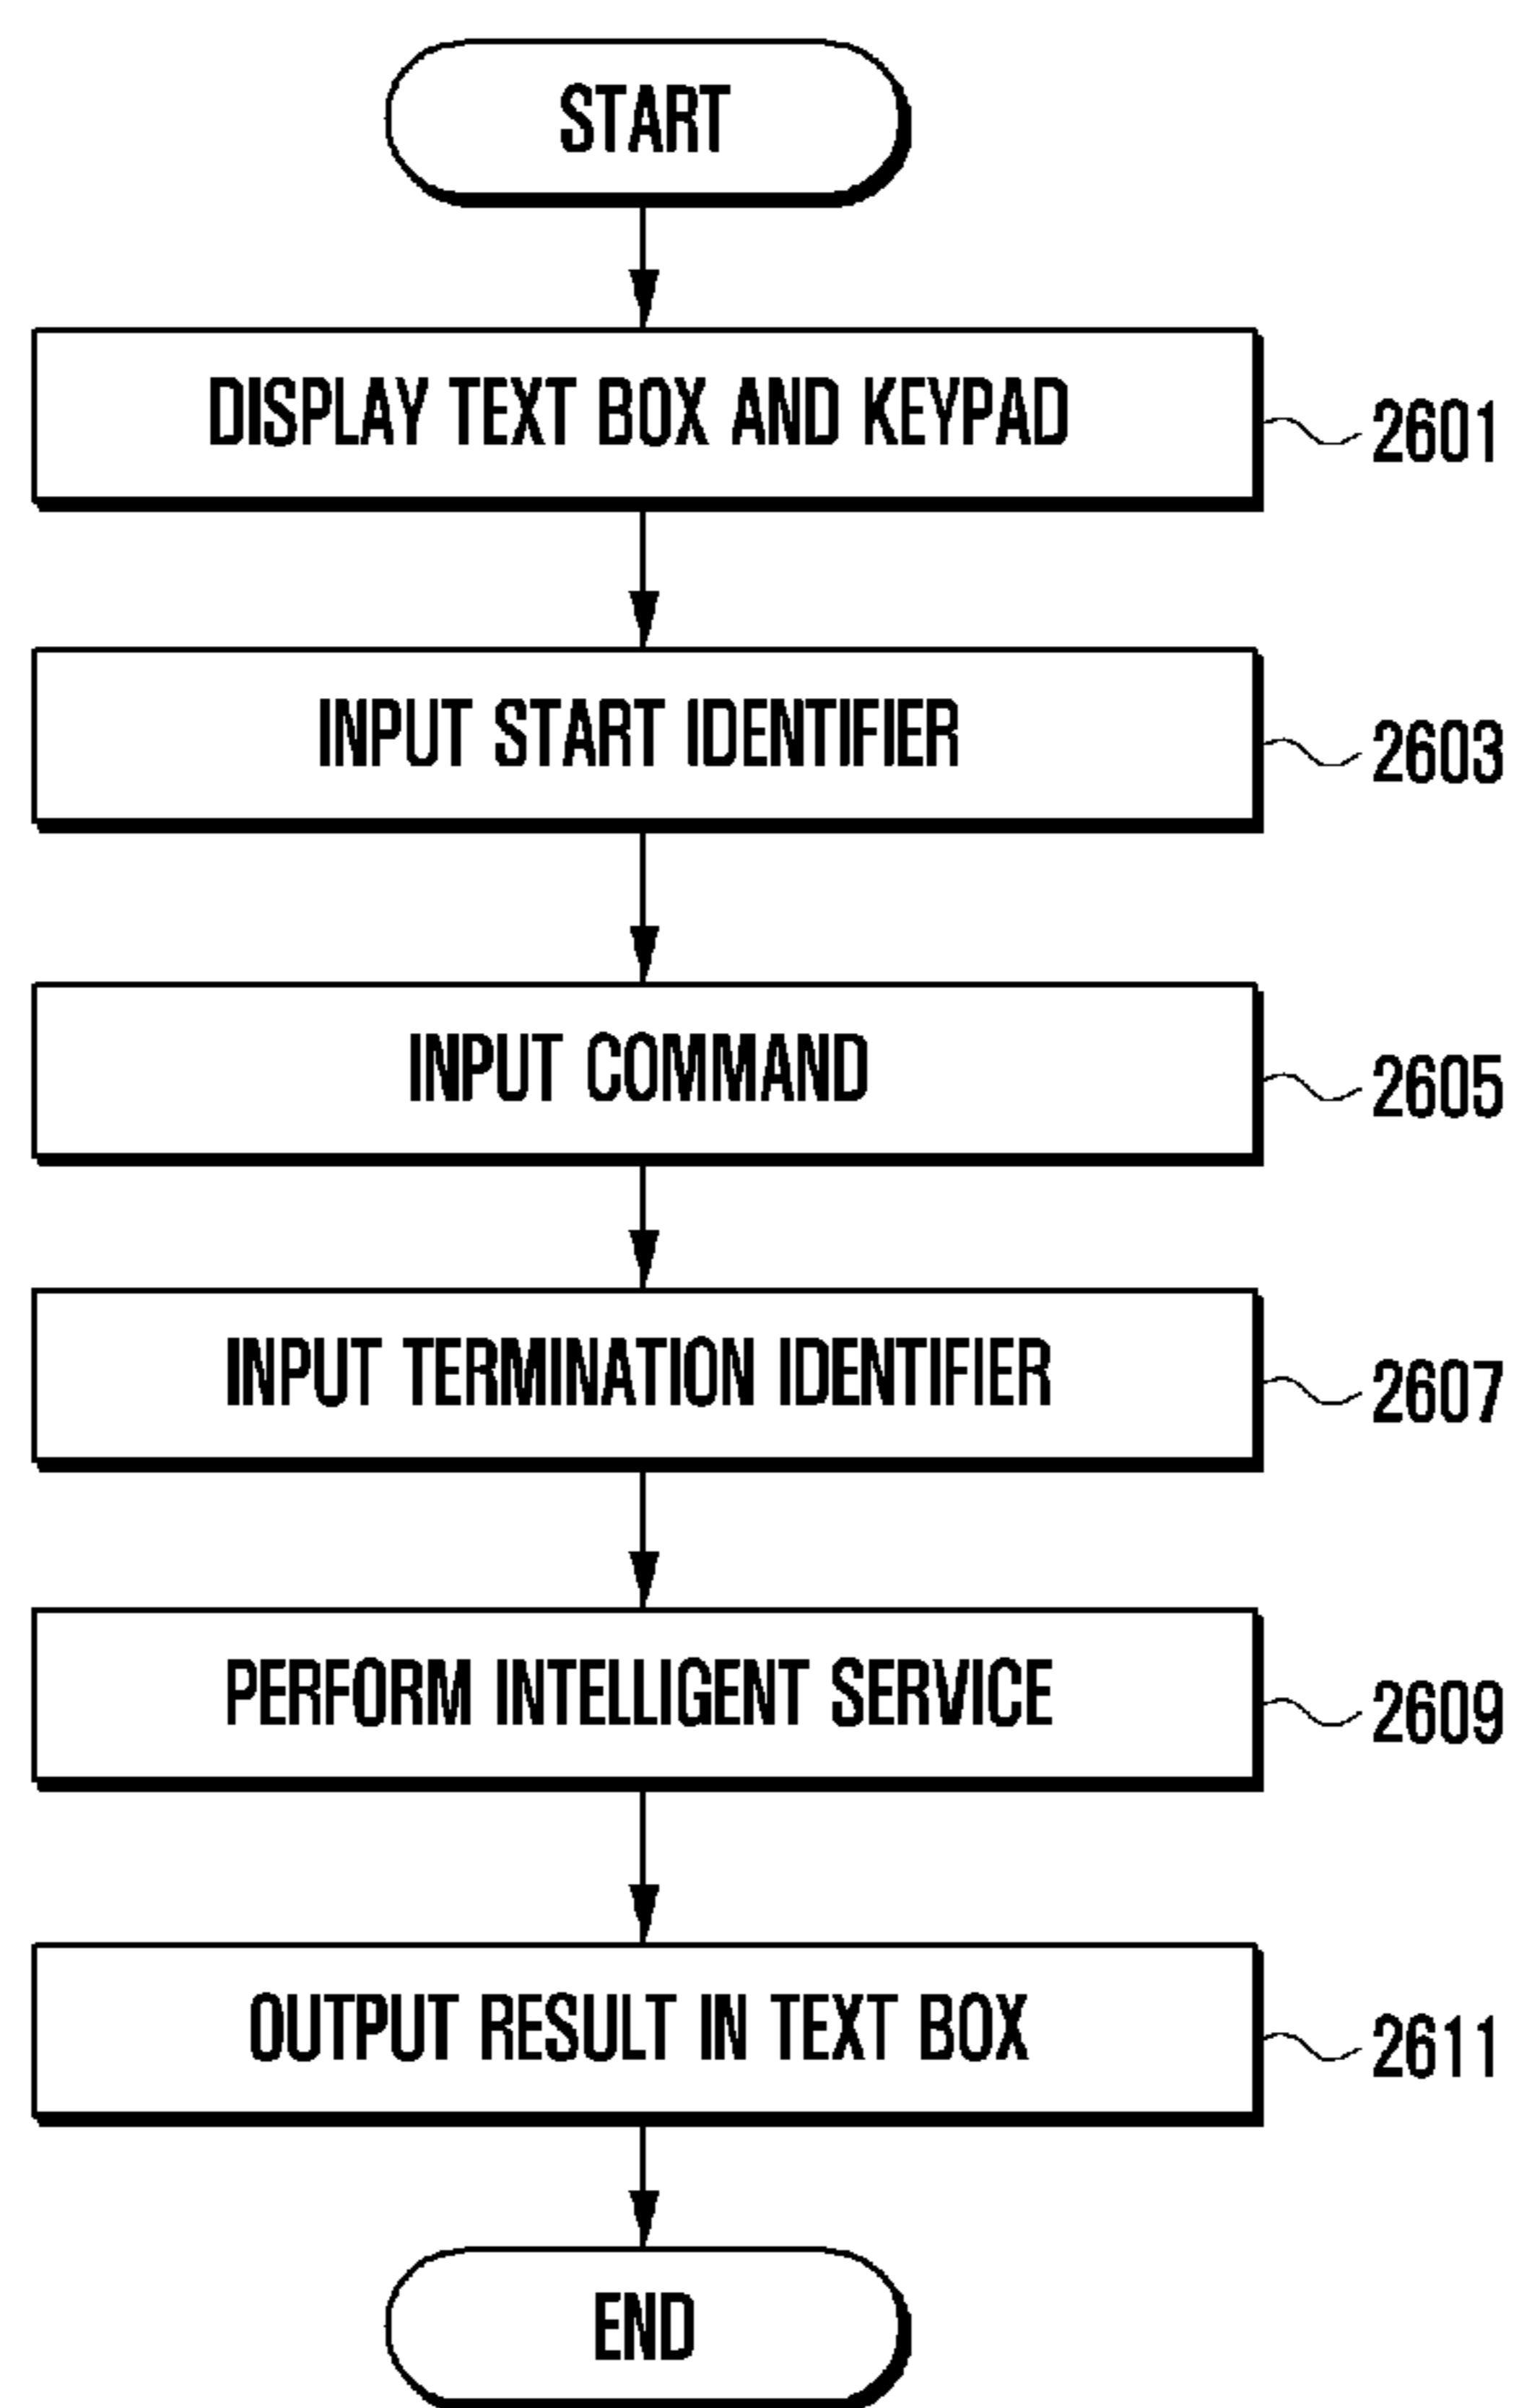 START
DISPLAY TEXT BOX AND KEYPAD
2601
INPUT START IDENTIFIER
2603
INPUT COMMAND
2605
INPUT TERMINATION IDENTIFIER
2607
PERFORM INTELLIGENT SERVICE
2609
OUTPUT RESULT IN TEXT BOX
2611
END